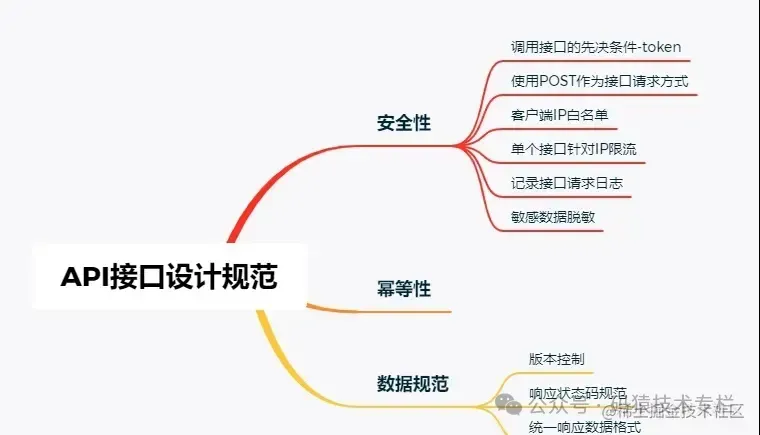 API接口设计规范
安全性
调用接口的先决条件-token
使用POST作为接口请求方式
客户端IP白名单
单个接口针对IP限流
记录接口请求日志
敏感数据脱敏
幂等性
数据规范
版本控制
响应状态码规范
统一响应数据格式
公众号 · 码猿技术专栏
@稀土掘金技术社区